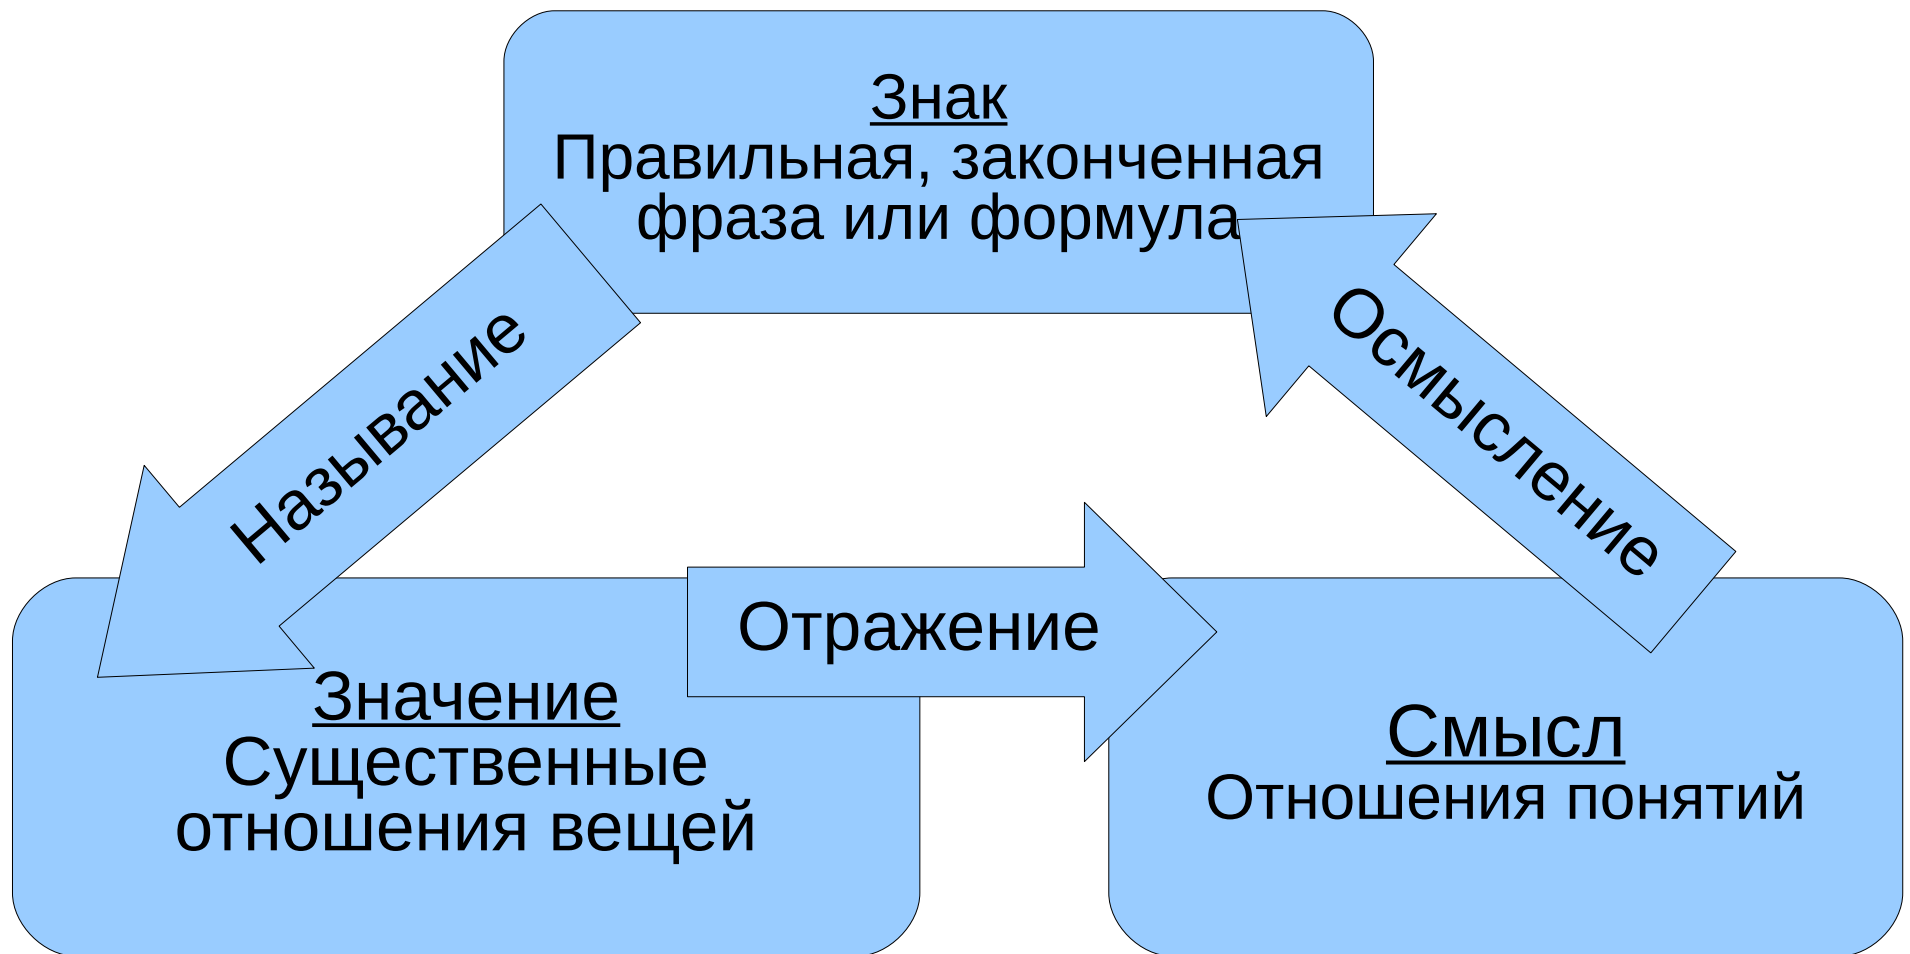 Знак
Правильная, законченная
фраза или формула
Называние
Осмысление
Отражение
Значение
Существенные
отношения вещей
Смысл
Отношения понятий